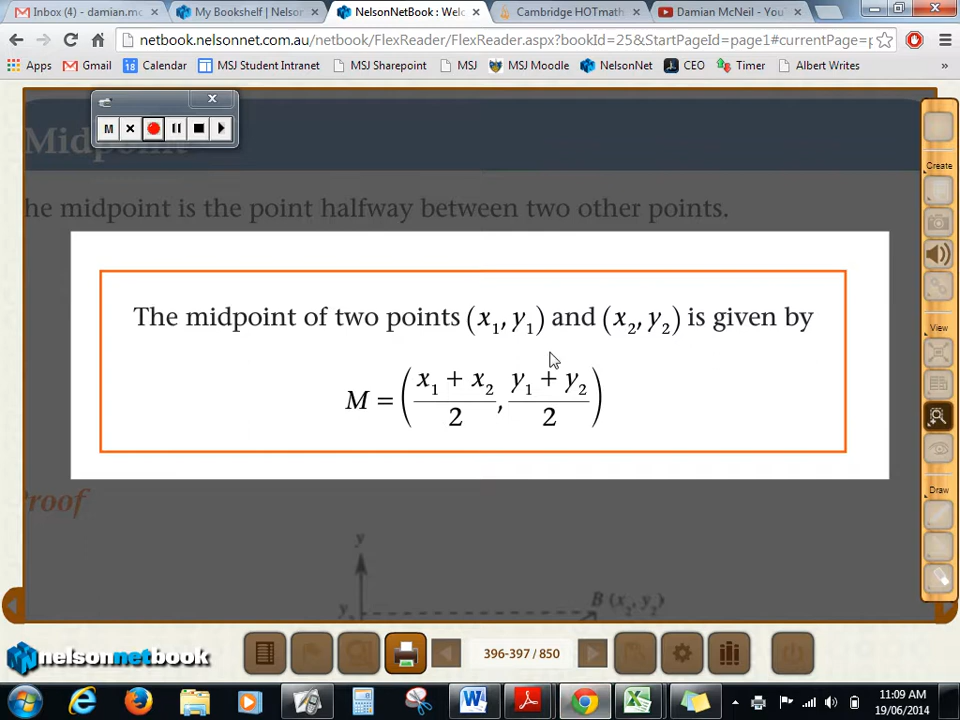 Inbox (4) - damian.mc
My Bookshelf | Nelson
NelsonNetBook : Welc
Cambridge HOTmath
Damian McNeil - You
netbook.nelsonnet.com.au/netbook/FlexReader/FlexReader.aspx?bookId=25&StartPageId=page1#currentPage=p
Apps Gmail 18 Calendar MSJ Student Intranet MSJ Sharepoint MSJ MSJ Moodle NelsonNet CEO Timer Albert Writes »
M
Midpoint
Create
he midpoint is the point halfway between two other points.
The midpoint of two points (x₁, y₁) and (x₂, y₂) is given by
M = ( (x₁ + x₂)/2 , (y₁ + y₂)/2 )
View
Draw
roof
y
B (x₂, y₂)
nelsonnetbook
396-397 / 850
11:09 AM
19/06/2014